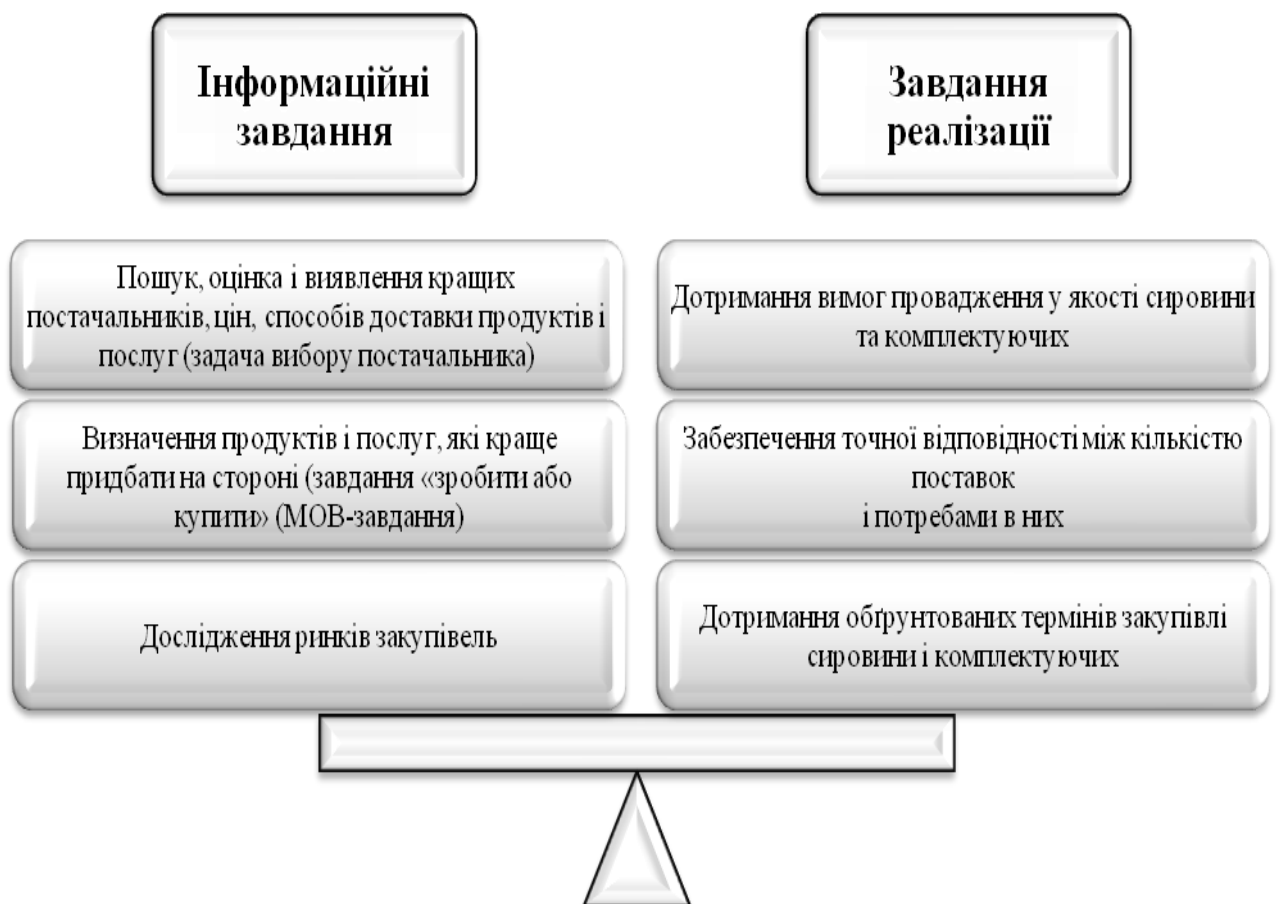 Інформаційні
завдання
Завдання
реалізації
Пошук, оцінка і виявлення кращих
постачальників, цін, способів доставки продуктів і
послуг (задача вибору постачальника)
Визначення продуктів і послуг, які краще
придбати на стороні (завдання «зробити або
купити» (МОВ-завдання)
Дослідження ринків закупівель
Дотримання вимог провадження у якості сировини
та комплектуючих
Забезпечення точної відповідності між кількістю
поставок
і потребами в них
Дотримання обґрунтованих термінів закупівлі
сировини і комплектуючих